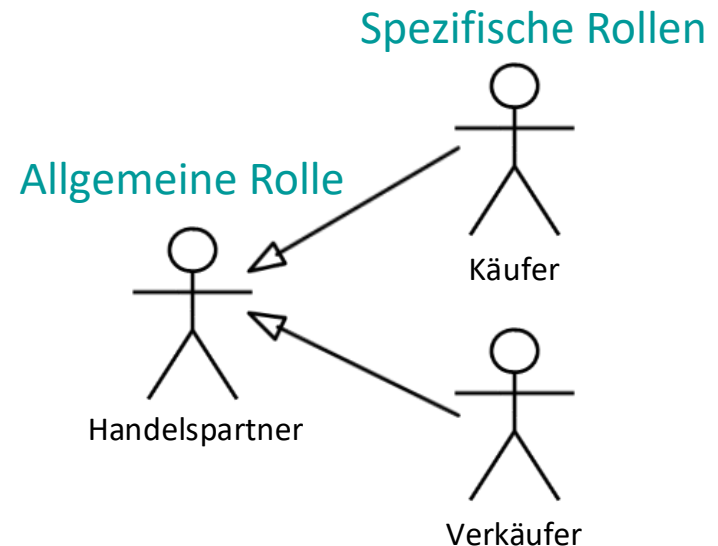 Spezifische Rollen
Allgemeine Rolle
Käufer
Handelspartner
Verkäufer